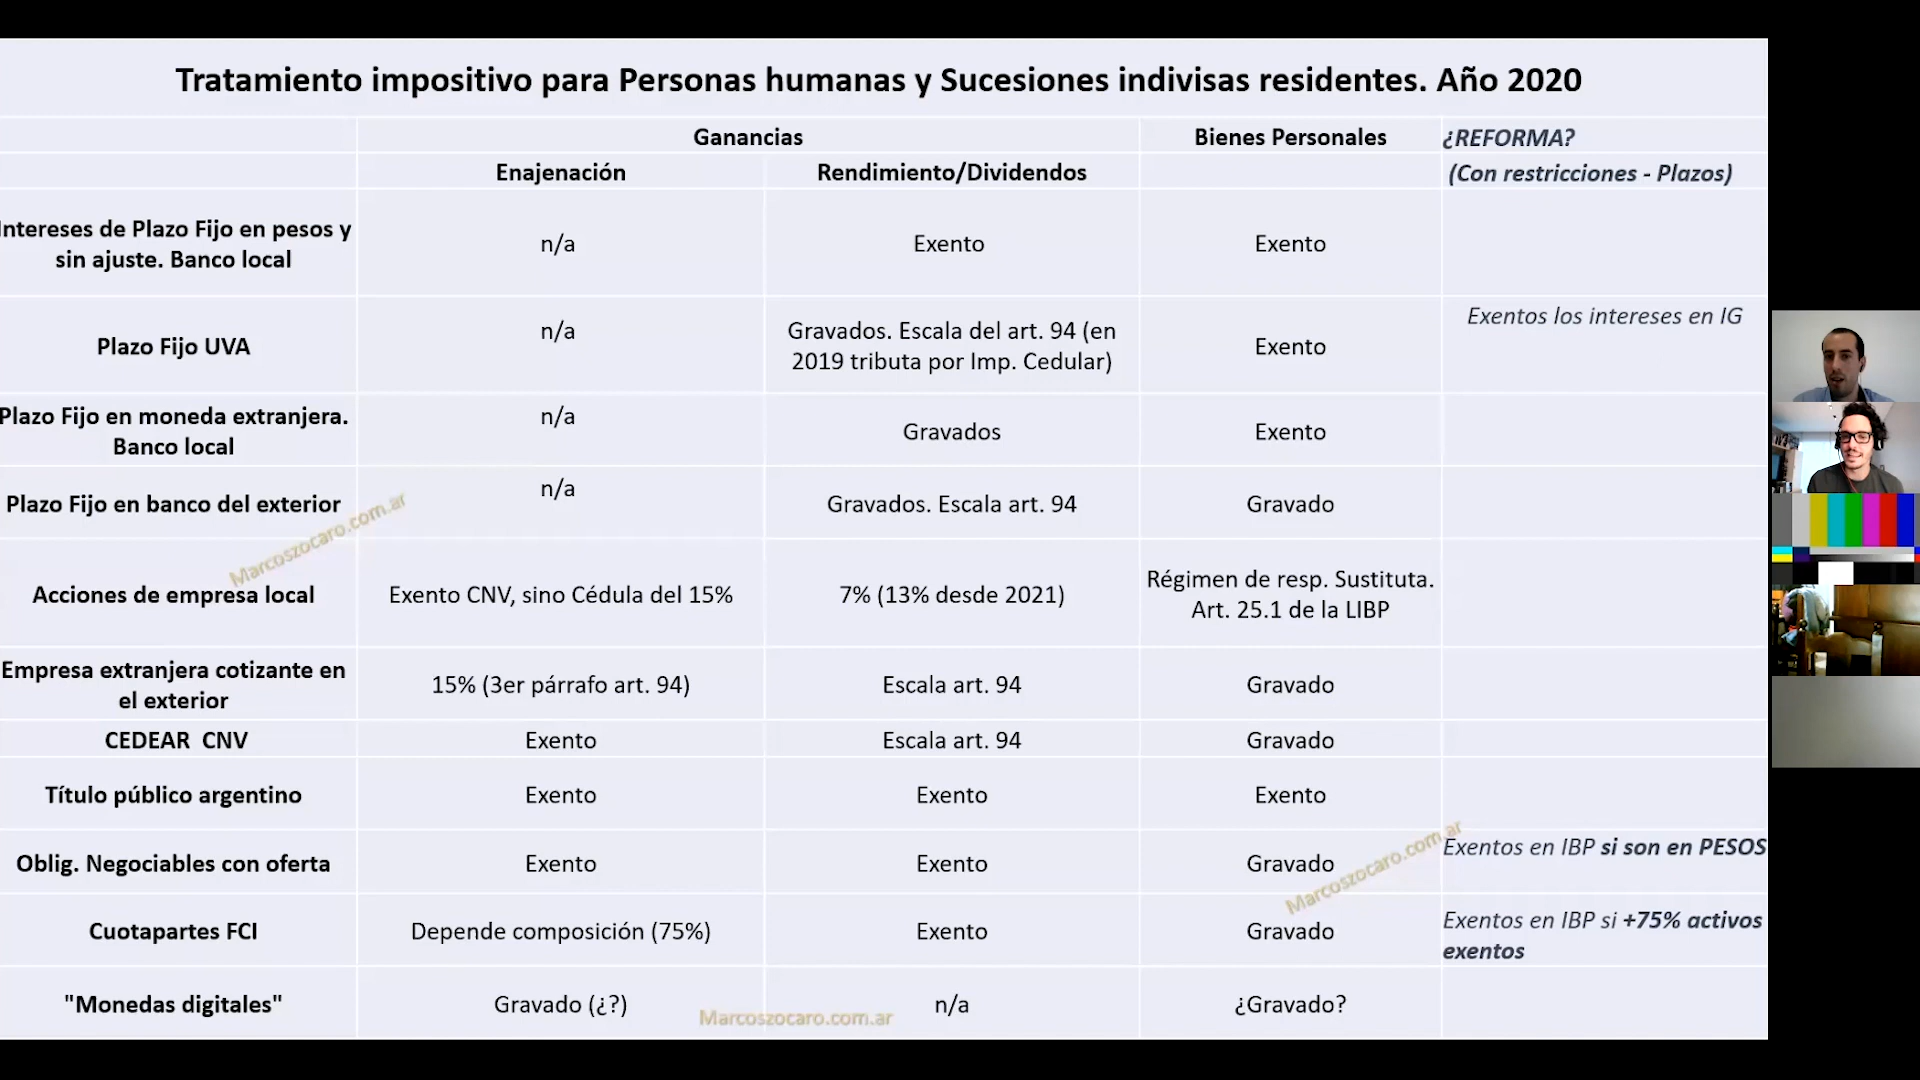 Tratamiento impositivo para Personas humanas y Sucesiones indivisas residentes. Año 2020
Ganancias
Bienes Personales
¿REFORMA?
Enajenación
Rendimiento/Dividendos
(Con restricciones - Plazos)
Intereses de Plazo Fijo en pesos y
sin ajuste. Banco local
n/a
Exento
Exento
Plazo Fijo UVA
n/a
Gravados. Escala del art. 94 (en
2019 tributa por Imp. Cedular)
Exento
Exentos los intereses en IG
Plazo Fijo en moneda extranjera.
Banco local
n/a
Gravados
Exento
Plazo Fijo en banco del exterior
n/a
Gravados. Escala art. 94
Gravado
Marcoszocaro.com.ar
Acciones de empresa local
Exento CNV, sino Cédula del 15%
7% (13% desde 2021)
Régimen de resp. Sustituta.
Art. 25.1 de la LIBP
Empresa extranjera cotizante en
el exterior
15% (3er párrafo art. 94)
Escala art. 94
Gravado
CEDEAR CNV
Exento
Escala art. 94
Gravado
Título público argentino
Exento
Exento
Exento
Oblig. Negociables con oferta
Exento
Exento
Gravado
Exentos en IBP si son en PESOS
Marcoszocaro.com.ar
Cuotapartes FCI
Depende composición (75%)
Exento
Gravado
Exentos en IBP si +75% activos
exentos
"Monedas digitales"
Gravado (¿?)
n/a
¿Gravado?
Marcoszocaro.com.ar